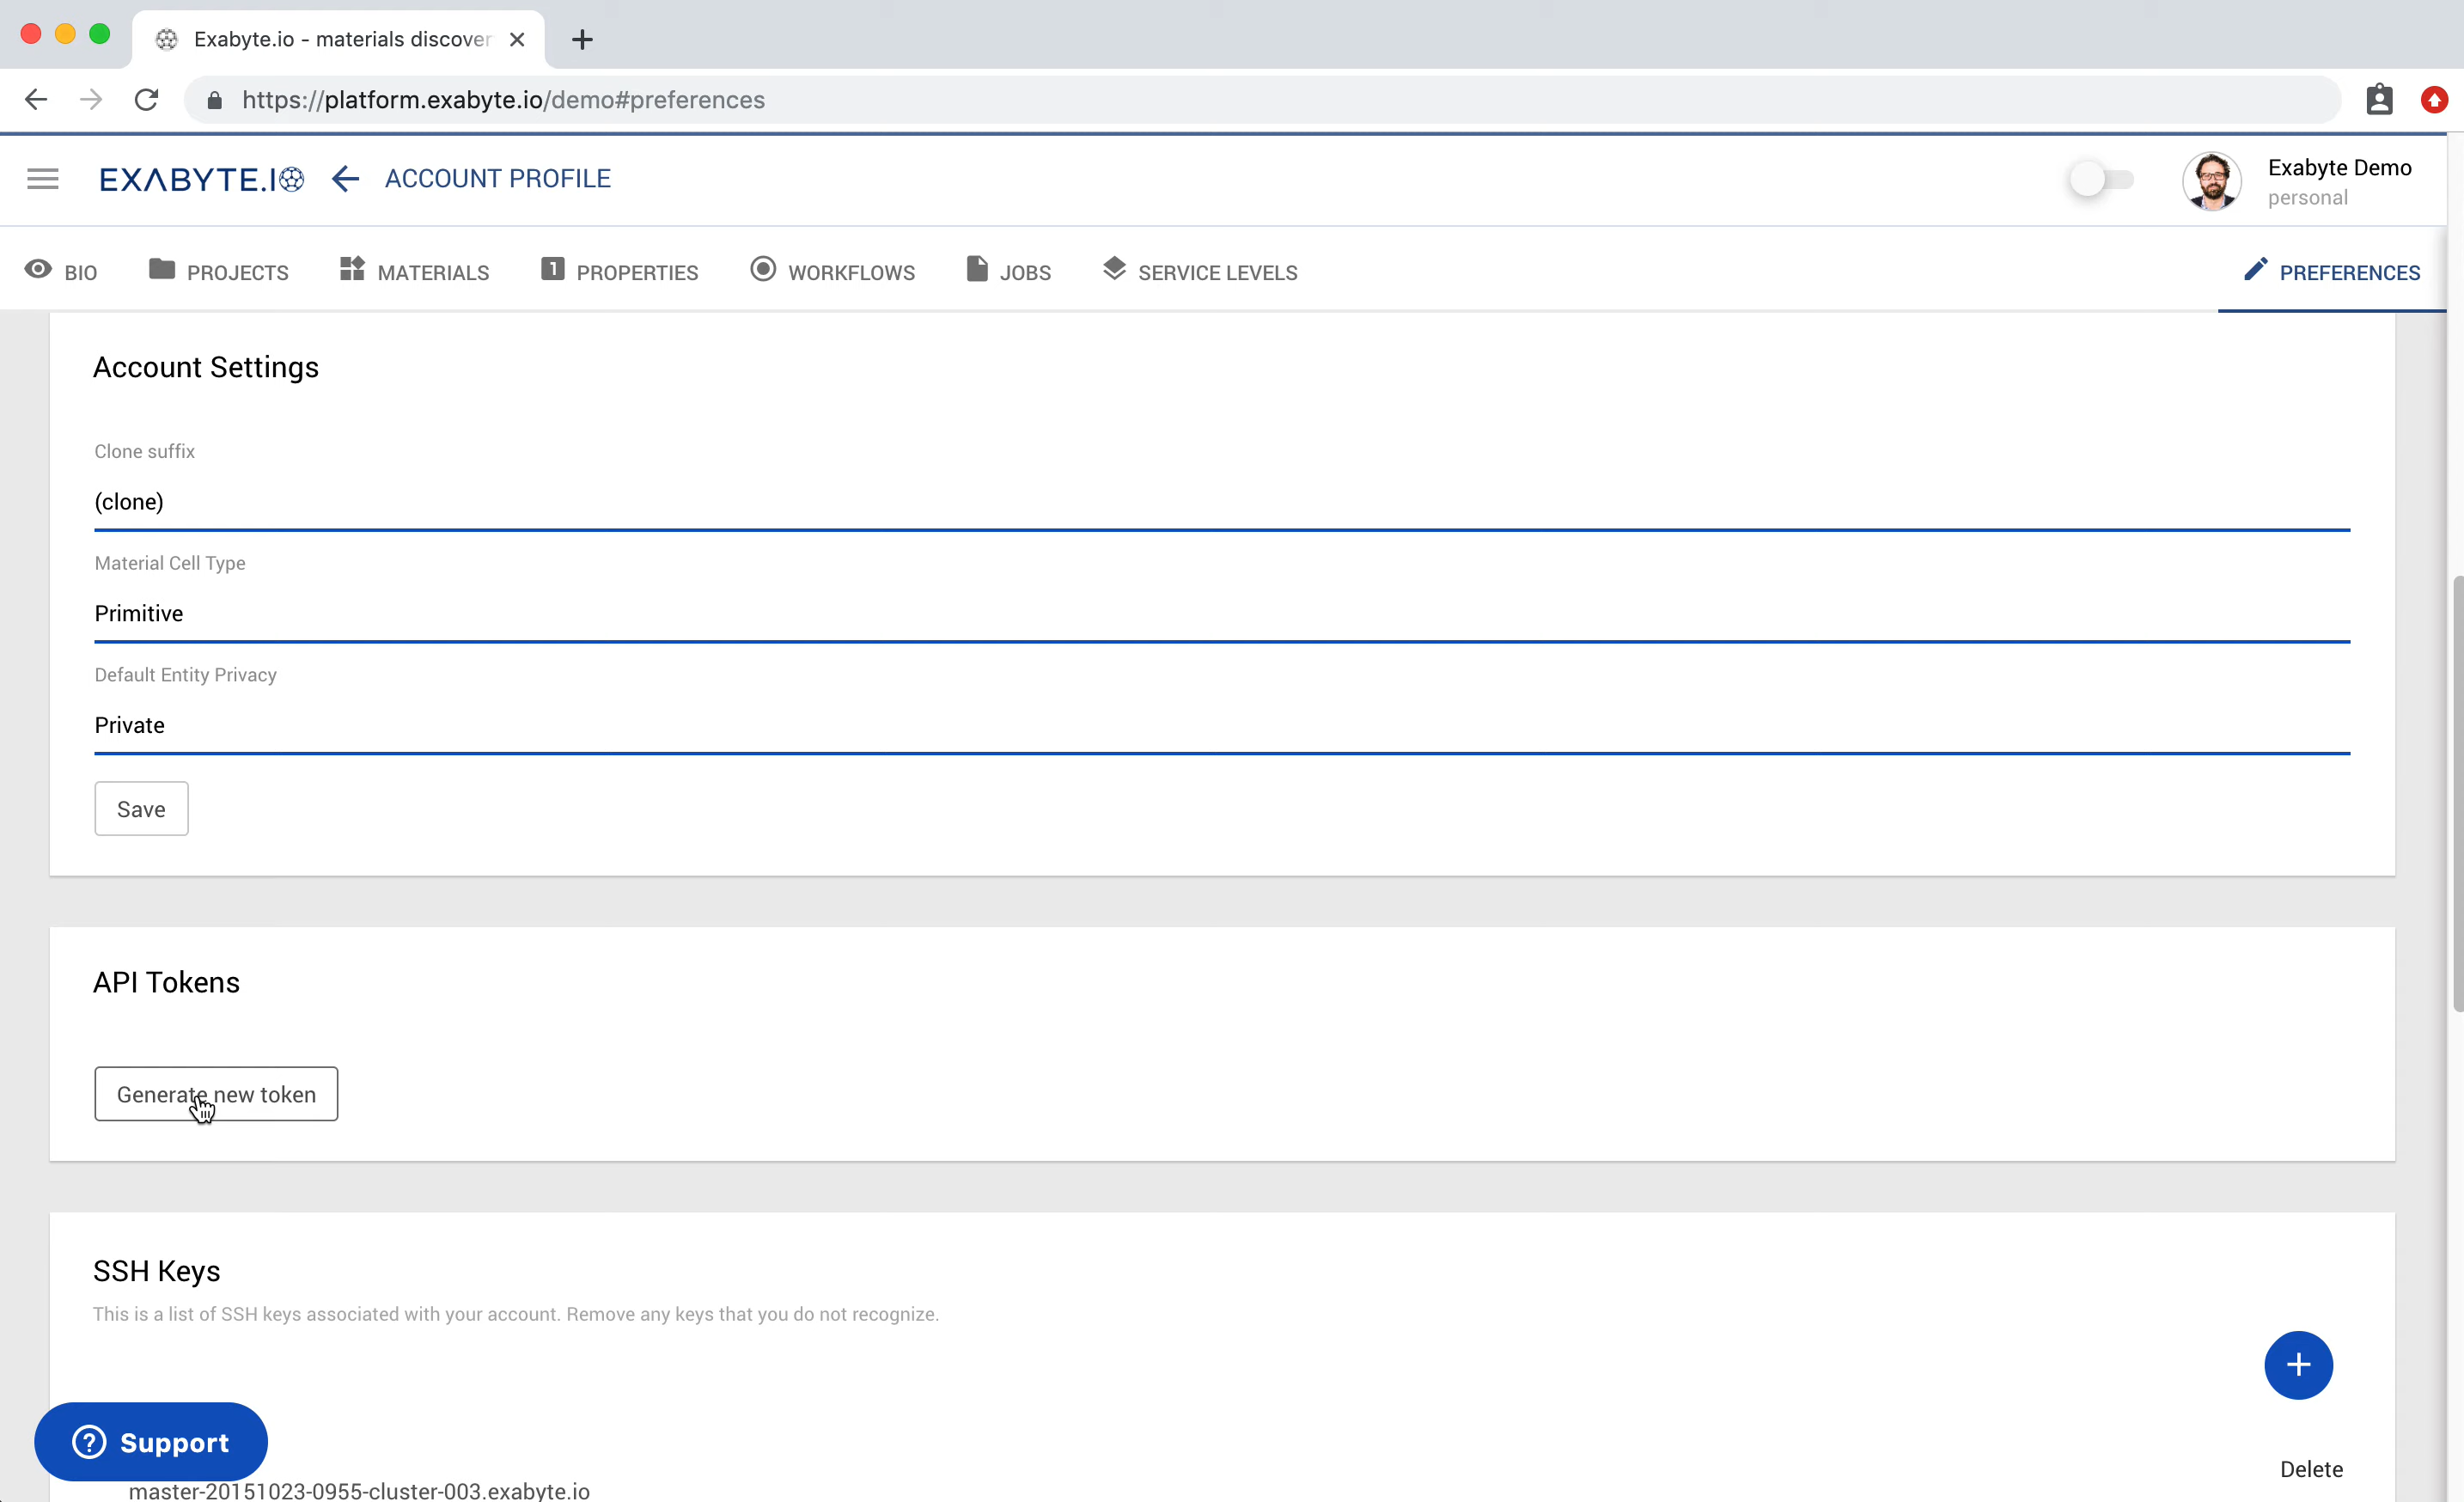 Exabyte.io - materials discover
https://platform.exabyte.io/demo#preferences
EXABYTE.IO
ACCOUNT PROFILE
Exabyte Demo
personal
BIO
PROJECTS
MATERIALS
1 PROPERTIES
WORKFLOWS
JOBS
SERVICE LEVELS
PREFERENCES
Account Settings
Clone suffix
(clone)
Material Cell Type
Primitive
Default Entity Privacy
Private
Save
API Tokens
Generate new token
SSH Keys
This is a list of SSH keys associated with your account. Remove any keys that you do not recognize.
+
? Support
Delete
master-20151023-0955-cluster-003.exabyte.io